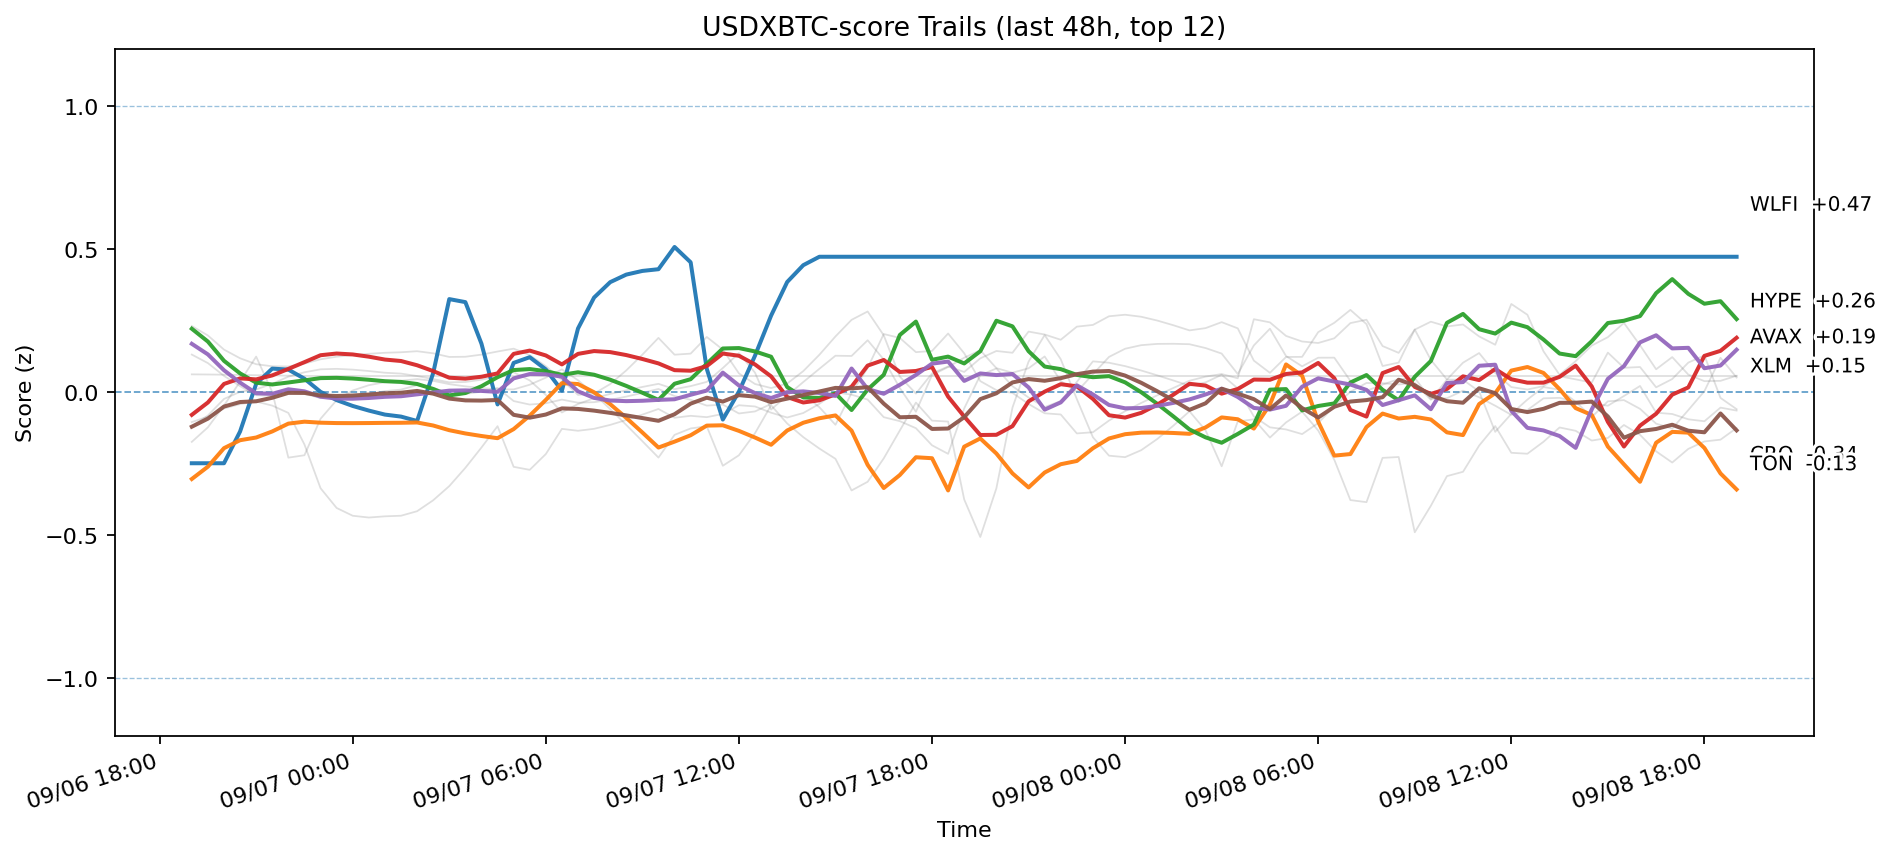 USDXBTC-score Trails (last 48h, top 12)
Score (z)
1.0
0.5
0.0
−0.5
−1.0
WLFI +0.47
HYPE +0.26
AVAX +0.19
XLM +0.15
TON -0.13
09/06 18:00
09/07 00:00
09/07 06:00
09/07 12:00
09/07 18:00
09/08 00:00
09/08 06:00
09/08 12:00
09/08 18:00
Time